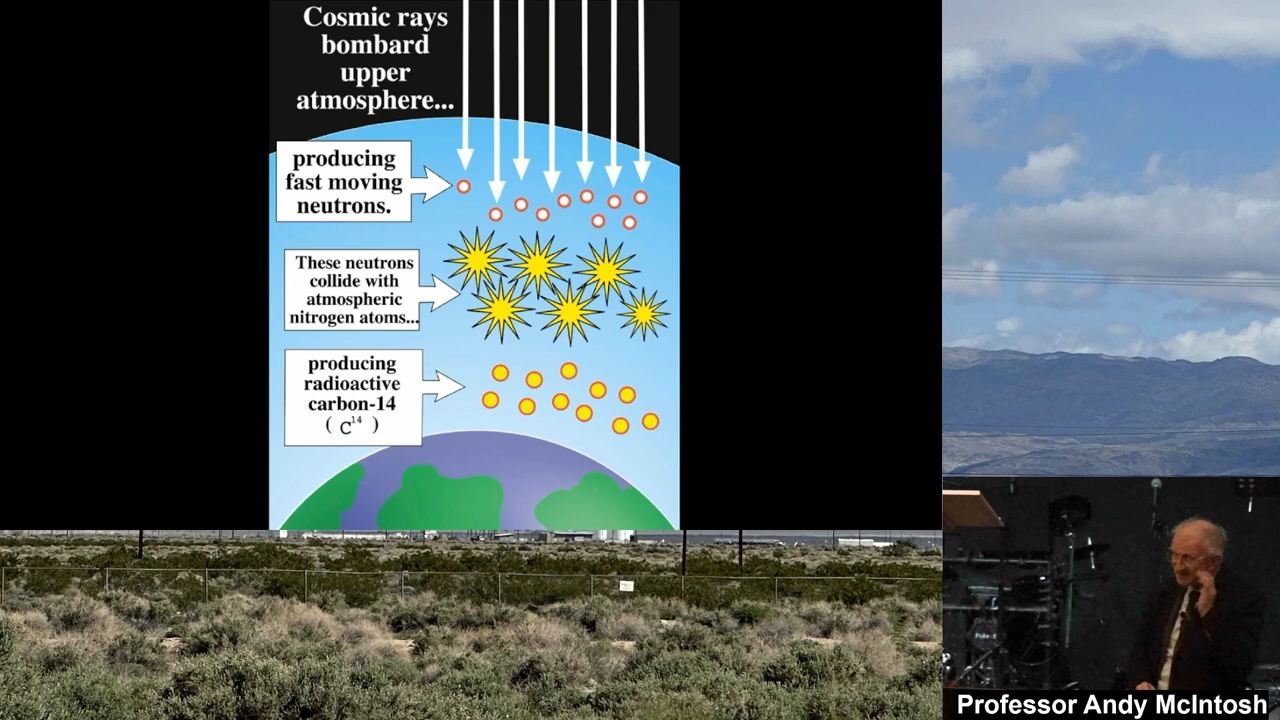 Cosmic rays
bombard
upper
atmosphere...
producing
fast moving
neutrons.
These neutrons
collide with
atmospheric
nitrogen atoms...
producing
radioactive
carbon-14
( C¹⁴ )
Professor Andy McIntosh